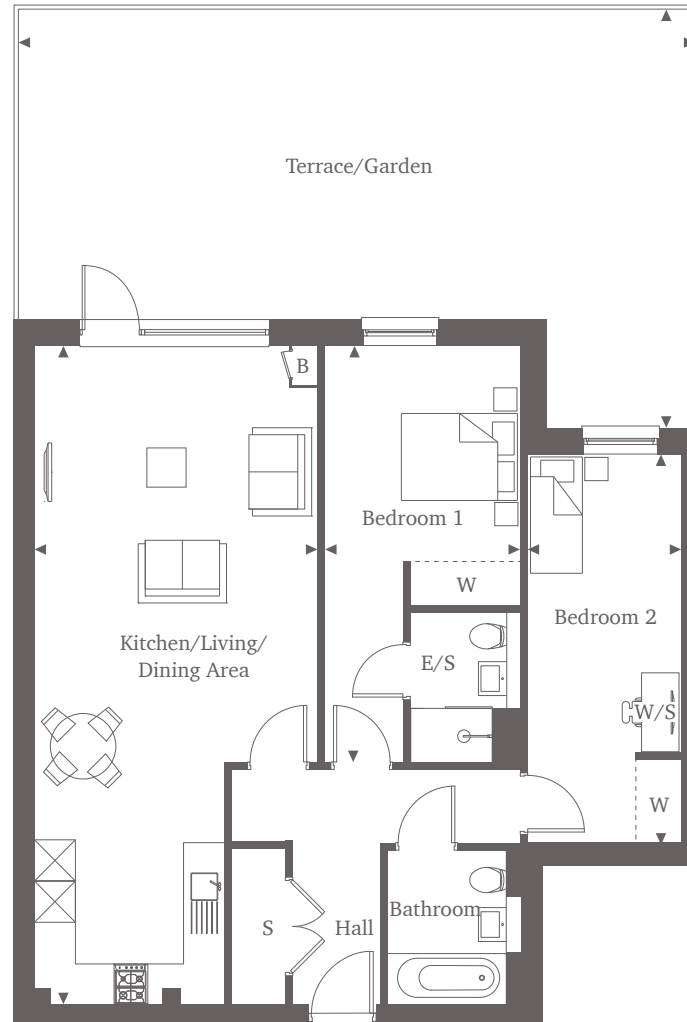 Terrace/Garden
B
Bedroom 1
W
Bedroom 2
Kitchen/Living/
Dining Area
E/S
W/S
W
Bathroom
S
Hall